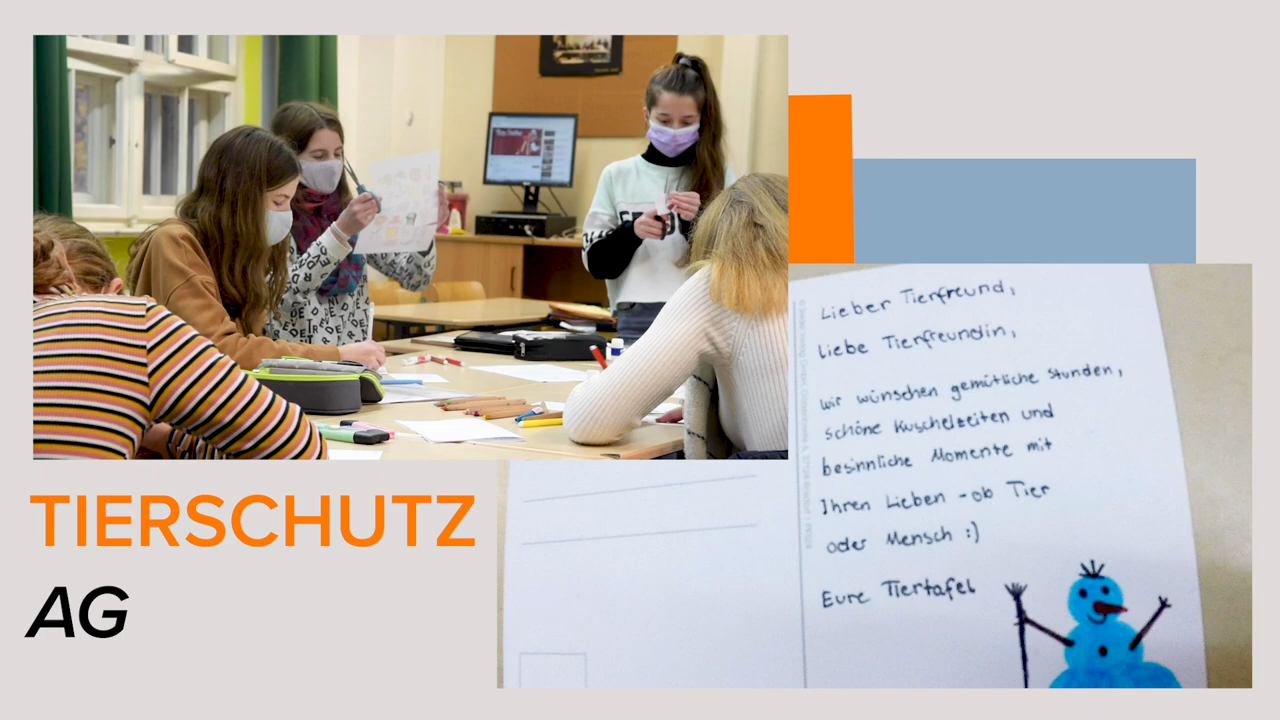 TIERSCHUTZ
AG
Lieber Tierfreund,
liebe Tierfreundin,
wir wünschen gemütliche Stunden,
schöne Kuschelzeiten und
besinnliche Momente mit
Ihren Lieben - ob Tier
oder Mensch :)
Eure Tiertafel